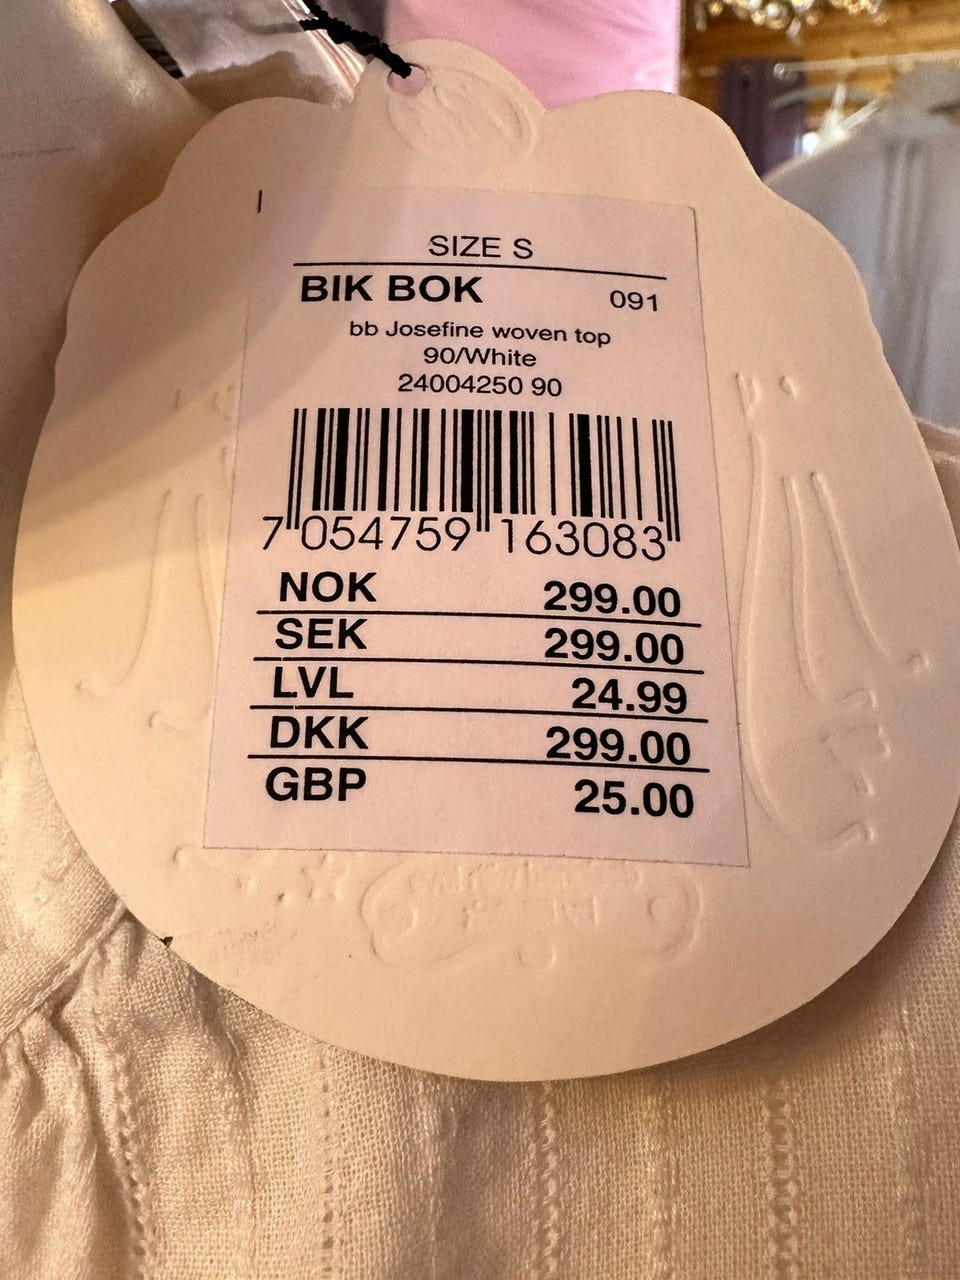 SIZE S
BIK BOK 091
bb Josefine woven top
90/White
24004250 90
7 054759 163083
NOK 299.00
SEK 299.00
LVL 24.99
DKK 299.00
GBP 25.00